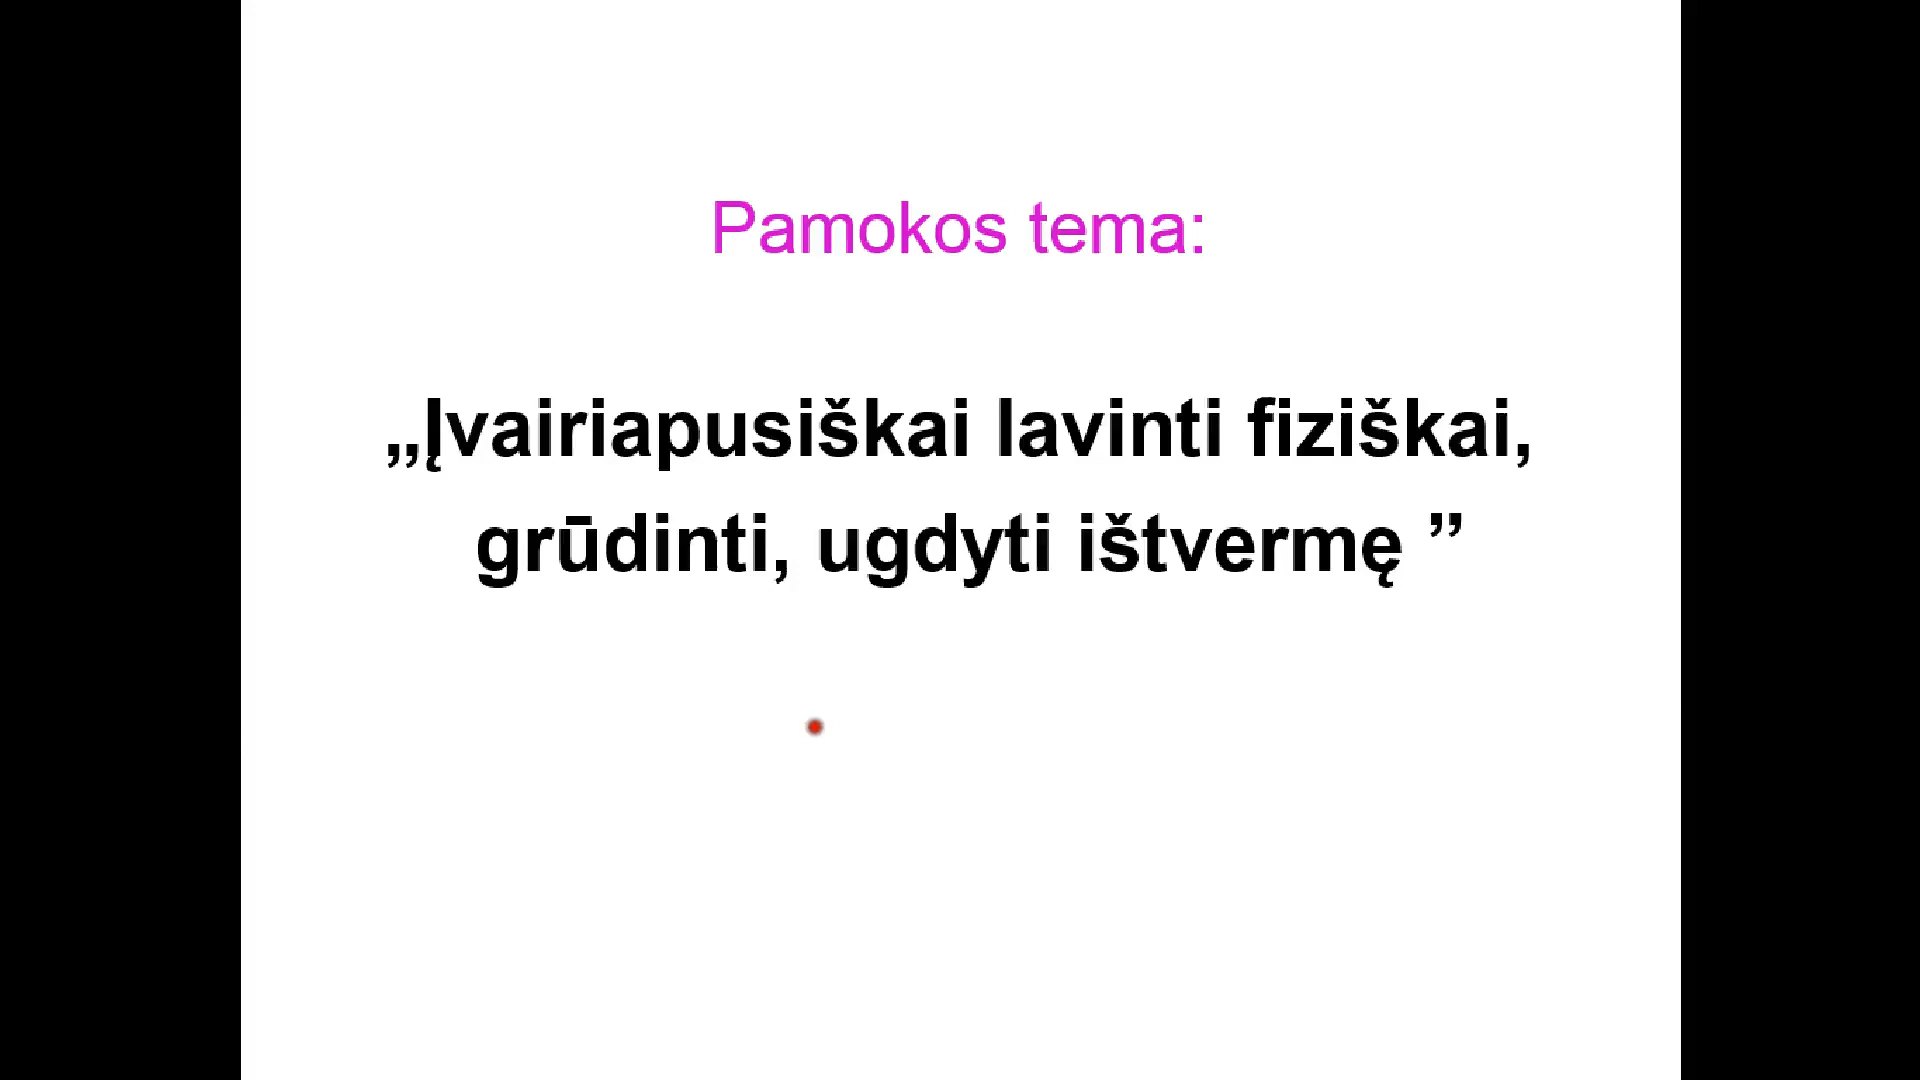 Pamokos tema:
„Įvairiapusiškai lavinti fiziškai,
grūdinti, ugdyti ištvermę ”